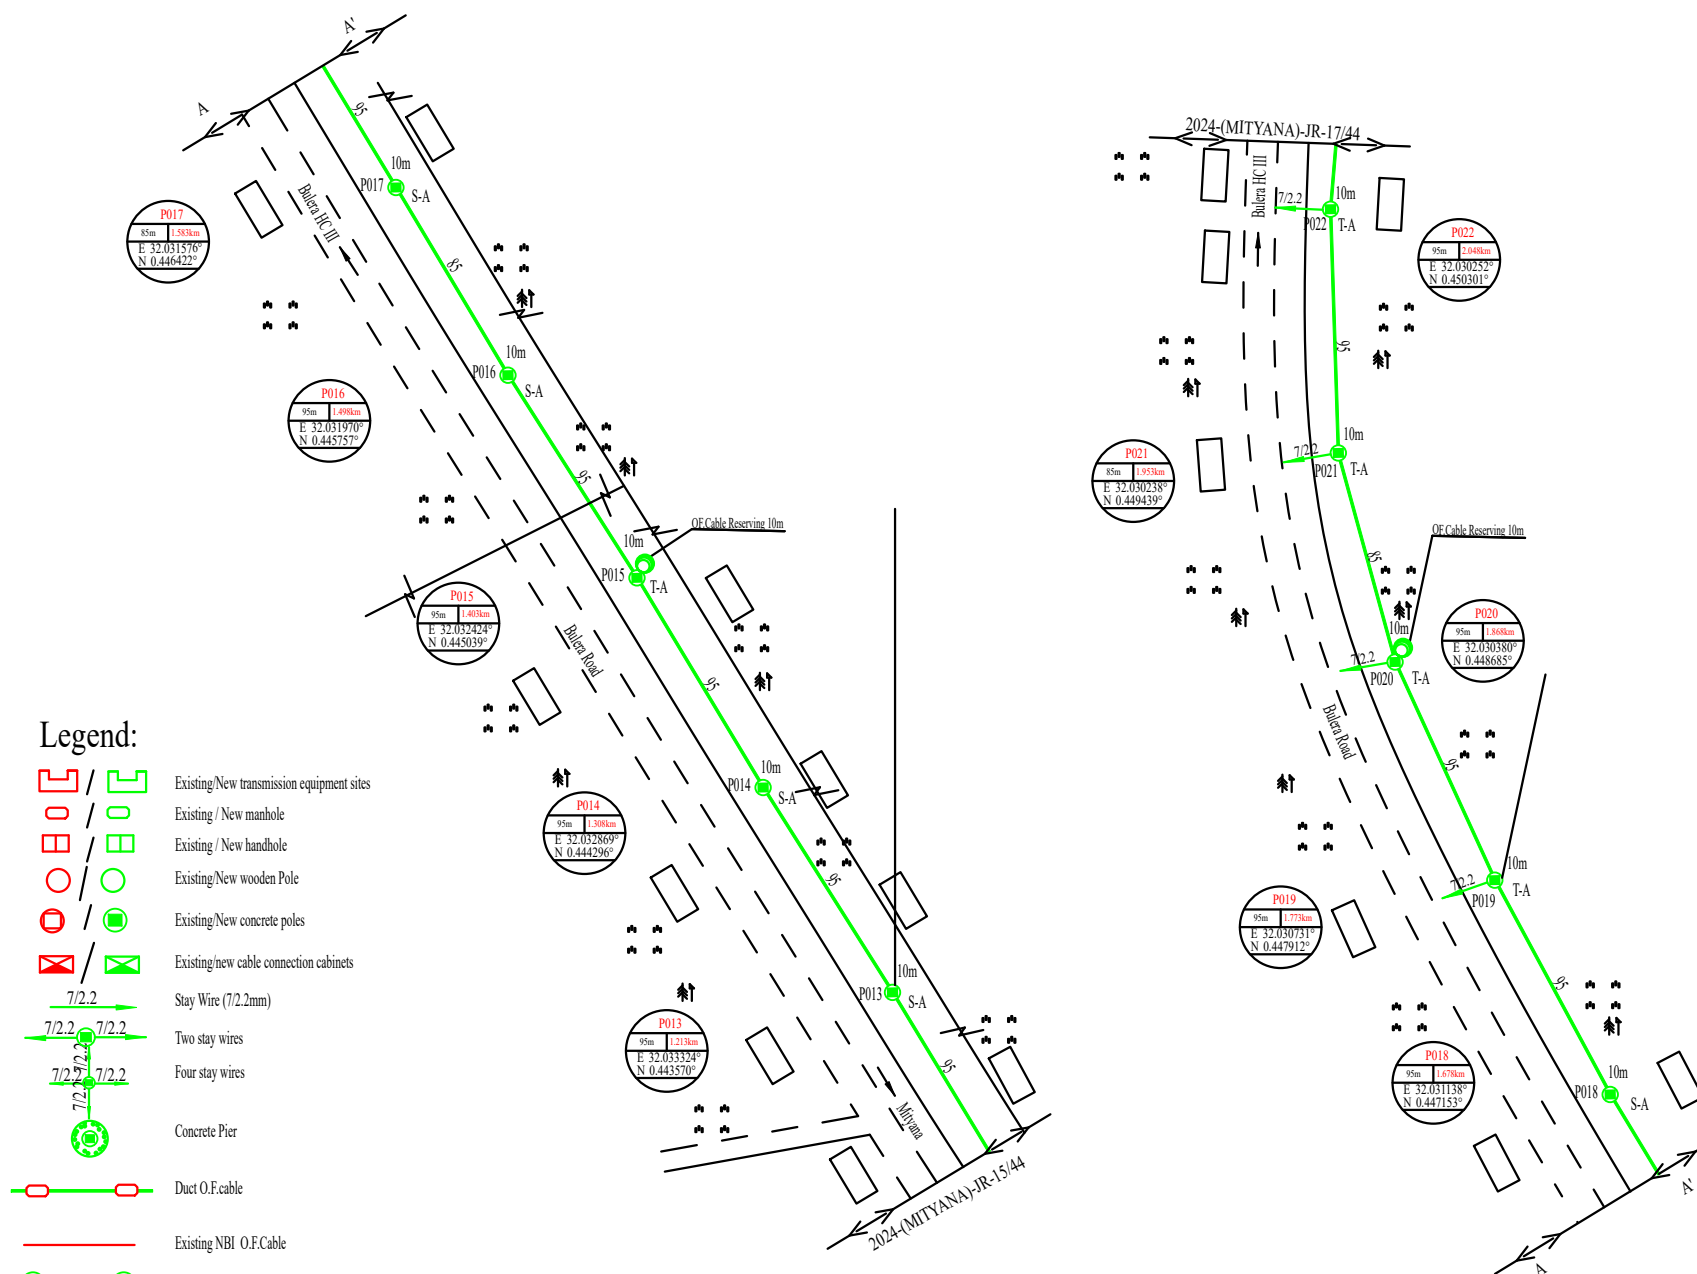 A'
A
95
10m
P017
S-A
Bulera HC III
P017
85m 1.583km
E 32.031576°
N 0.446422°
85
10m
P016
S-A
P016
95m 1.498km
E 32.031970°
N 0.445757°
95
OF.Cable Reserving 10m
10m
P015
T-A
P015
95m 1.403km
E 32.032424°
N 0.445039°
Bulera Road
95
10m
P014
S-A
P014
95m 1.308km
E 32.032869°
N 0.444296°
95
10m
P013
S-A
P013
95m 1.213km
E 32.033324°
N 0.443570°
95
Mityana
2024-(MITYANA)-JR-15/44
2024-(MITYANA)-JR-17/44
Bulera HC III
10m
7/2.2
P022
T-A
P022
95m 2.048km
E 32.030252°
N 0.450301°
95
10m
7/2.2
P021
T-A
P021
85m 1.953km
E 32.030238°
N 0.449439°
OF.Cable Reserving 10m
85
10m
7/2.2
P020
T-A
P020
95m 1.868km
E 32.030380°
N 0.448685°
Bulera Road
95
10m
7/2.2
P019
T-A
P019
95m 1.773km
E 32.030731°
N 0.447912°
95
10m
P018
S-A
P018
95m 1.678km
E 32.031138°
N 0.447153°
A'
A
Legend:
Existing/New transmission equipment sites
Existing / New manhole
Existing / New handhole
Existing/New wooden Pole
Existing/New concrete poles
Existing/new cable connection cabinets
7/2.2
Stay Wire (7/2.2mm)
7/2.2 7/2.2
Two stay wires
7/2.2
7/2.2 7/2.2
Four stay wires
7/2.2
Concrete Pier
Duct O.F.cable
Existing NBI O.F.Cable